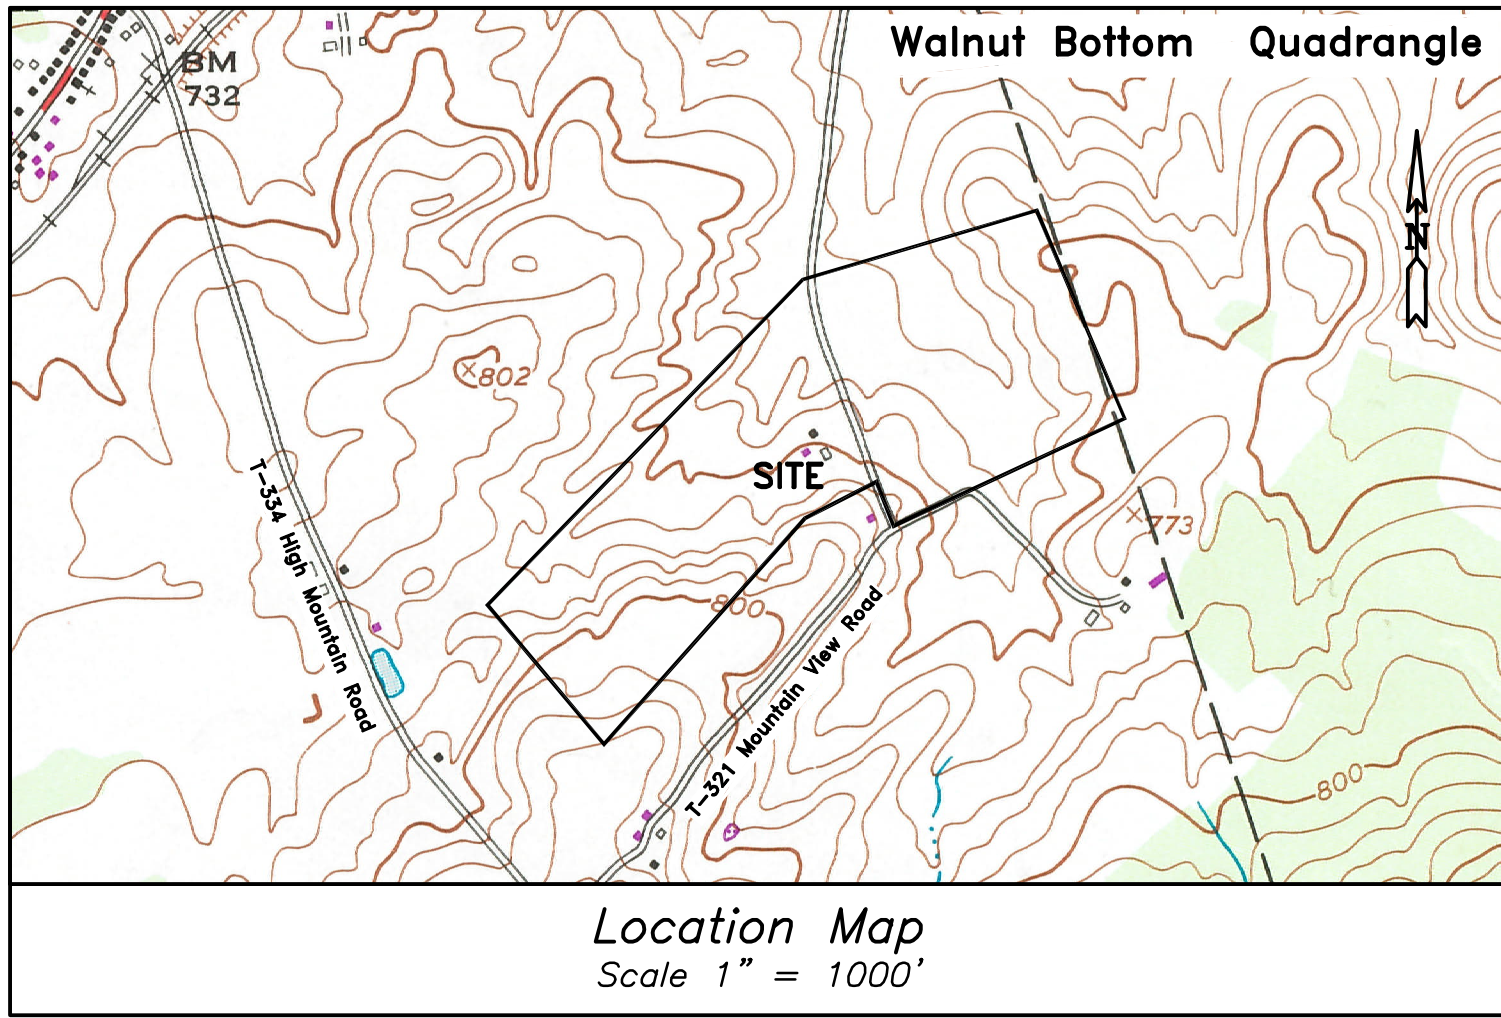 Walnut Bottom Quadrangle
BM
732
N
802
SITE
T-334 High Mountain Road
773
800
T-321 Mountain View Road
800
Location Map
Scale 1" = 1000'